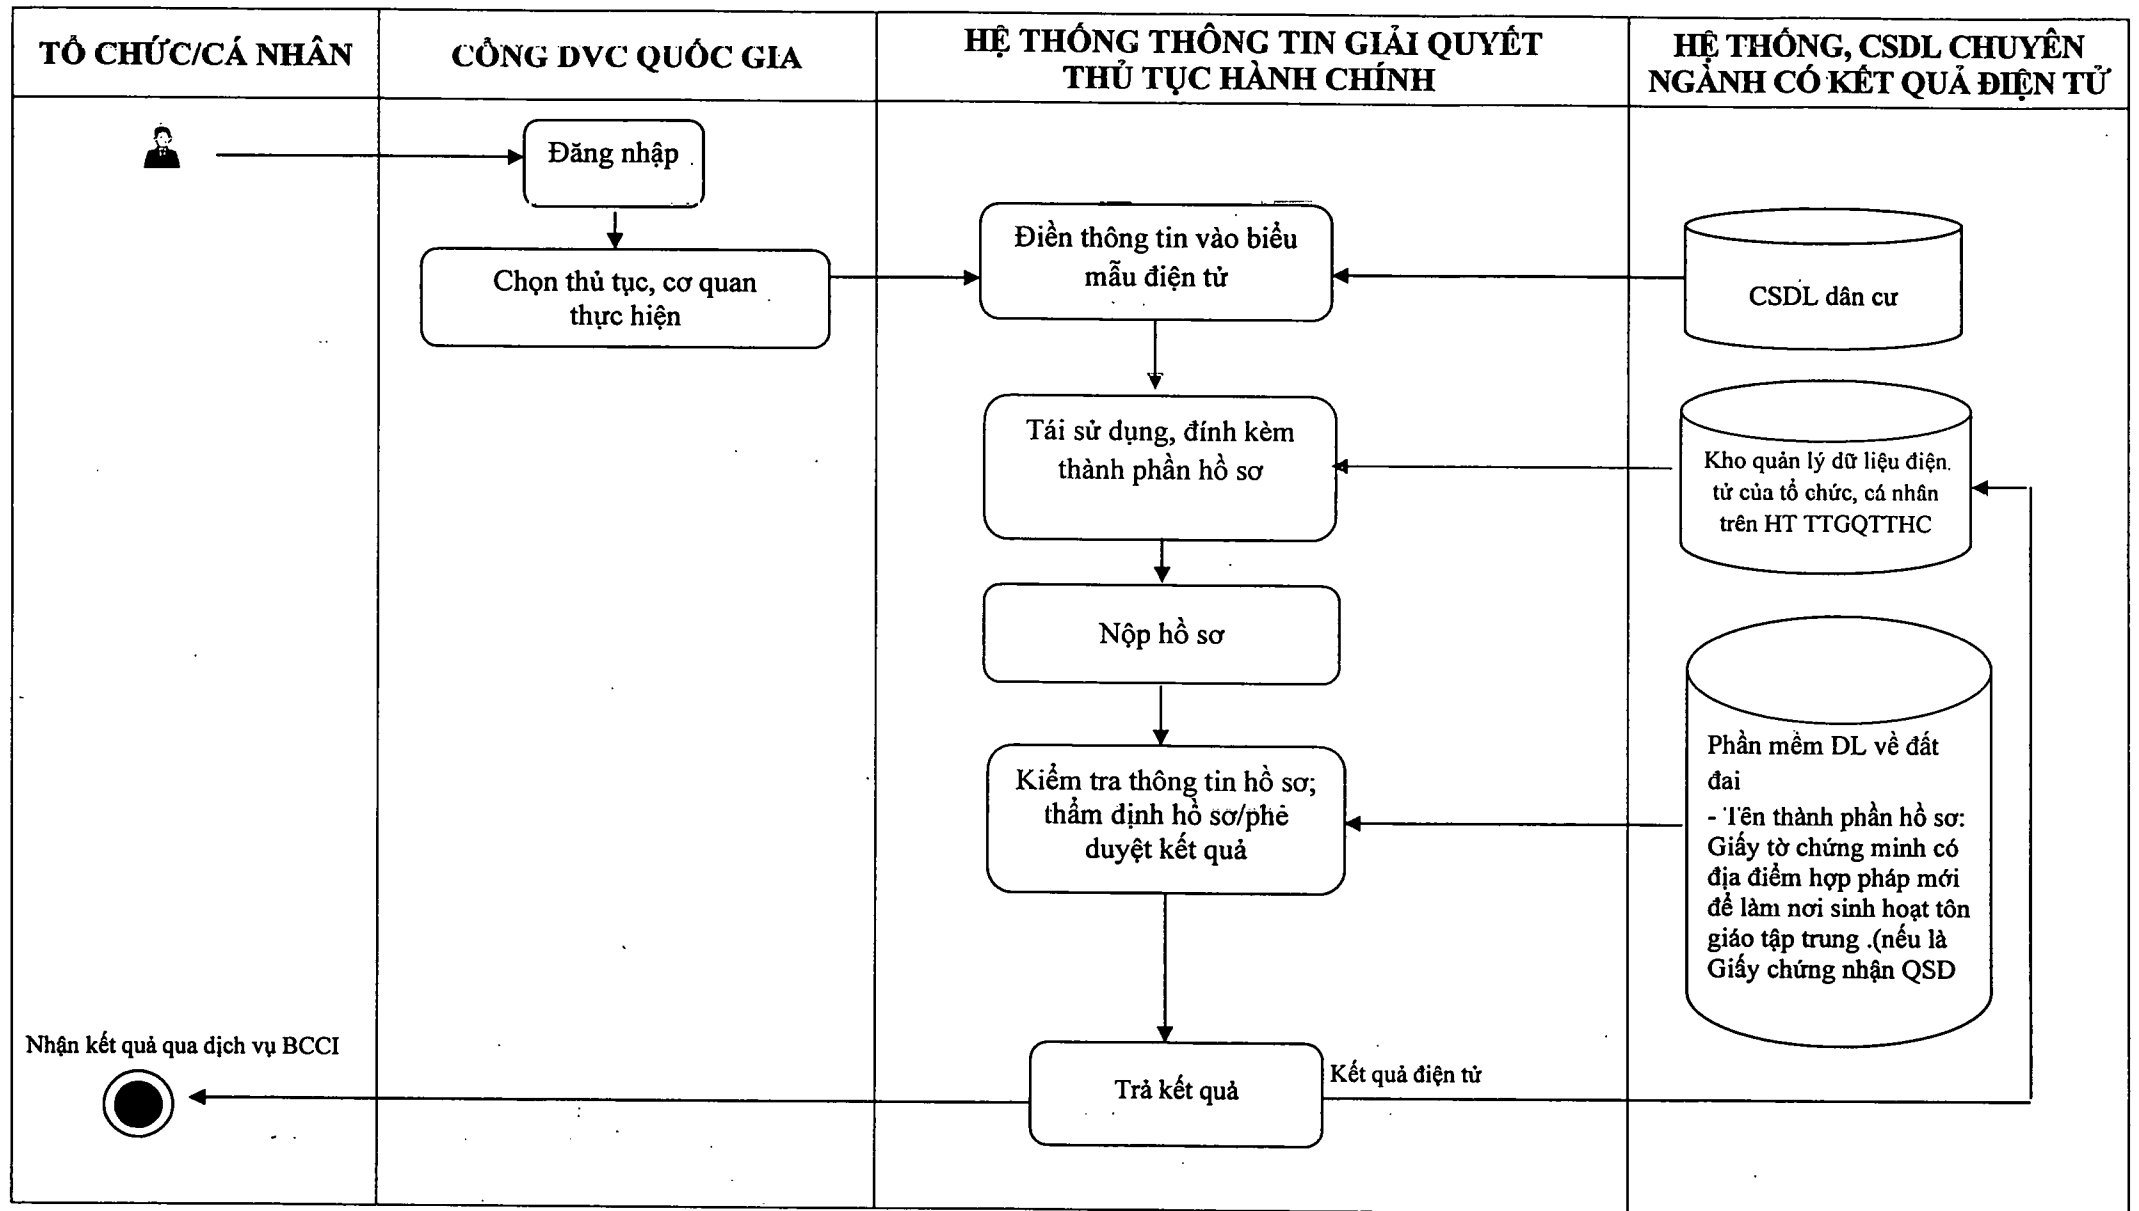 TỔ CHỨC/CÁ NHÂN
CỔNG DVC QUỐC GIA
HỆ THỐNG THÔNG TIN GIẢI QUYẾT
THỦ TỤC HÀNH CHÍNH
HỆ THỐNG, CSDL CHUYÊN
NGÀNH CÓ KẾT QUẢ ĐIỆN TỬ
Đăng nhập
Chọn thủ tục, cơ quan
thực hiện
Điền thông tin vào biểu
mẫu điện tử
CSDL dân cư
Tái sử dụng, đính kèm
thành phần hồ sơ
Kho quản lý dữ liệu điện
tử của tổ chức, cá nhân
trên HT TTGQTTHC
Nộp hồ sơ
Kiểm tra thông tin hồ sơ;
thẩm định hồ sơ/phê
duyệt kết quả
Phần mềm DL về đất
đai
- Tên thành phần hồ sơ:
Giấy tờ chứng minh có
địa điểm hợp pháp mới
để làm nơi sinh hoạt tôn
giáo tập trung .(nếu là
Giấy chứng nhận QSD
Nhận kết quả qua dịch vụ BCCI
Trả kết quả
Kết quả điện tử